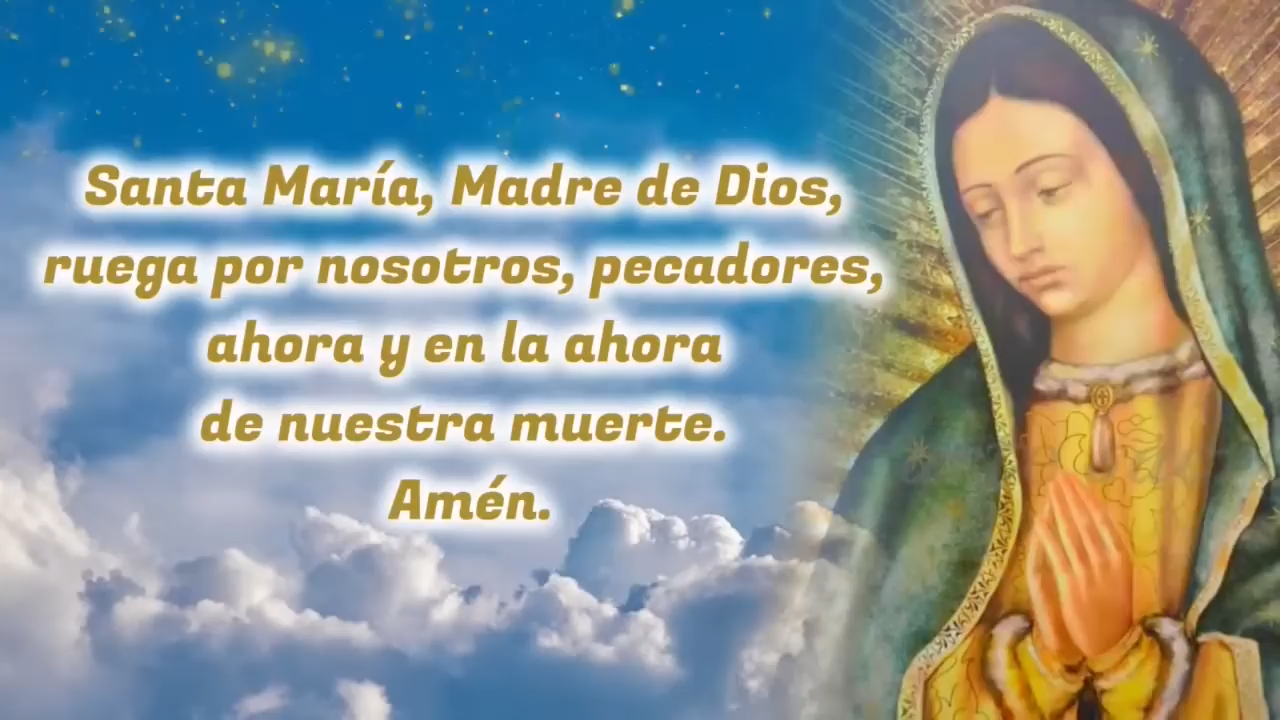 Santa María, Madre de Dios,
ruega por nosotros, pecadores,
ahora y en la ahora
de nuestra muerte.
Amén.